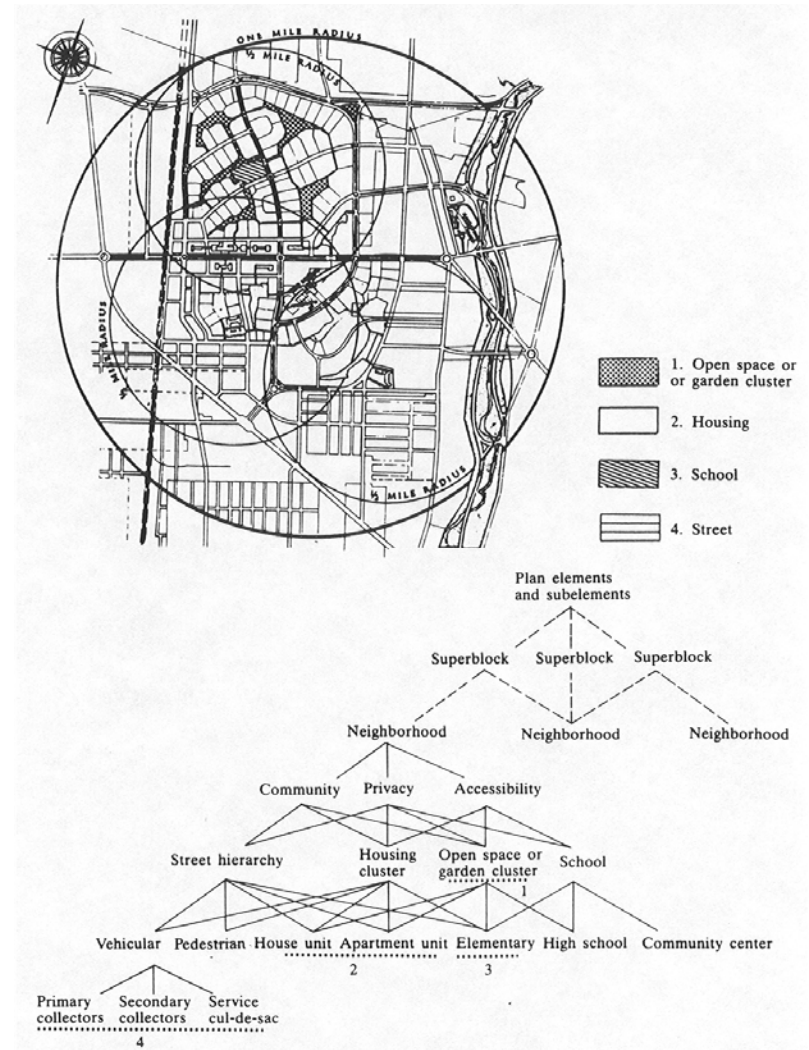 ONE MILE RADIUS
½ MILE RADIUS
½ MILE RADIUS
½ MILE RADIUS
1. Open space or
or garden cluster
2. Housing
3. School
4. Street
Plan elements
and subelements
Superblock Superblock Superblock
Neighborhood Neighborhood Neighborhood
Community Privacy Accessibility
Street hierarchy Housing cluster Open space or garden cluster School
1
Vehicular Pedestrian House unit Apartment unit Elementary High school Community center
2 3
Primary collectors Secondary collectors Service cul-de-sac
4